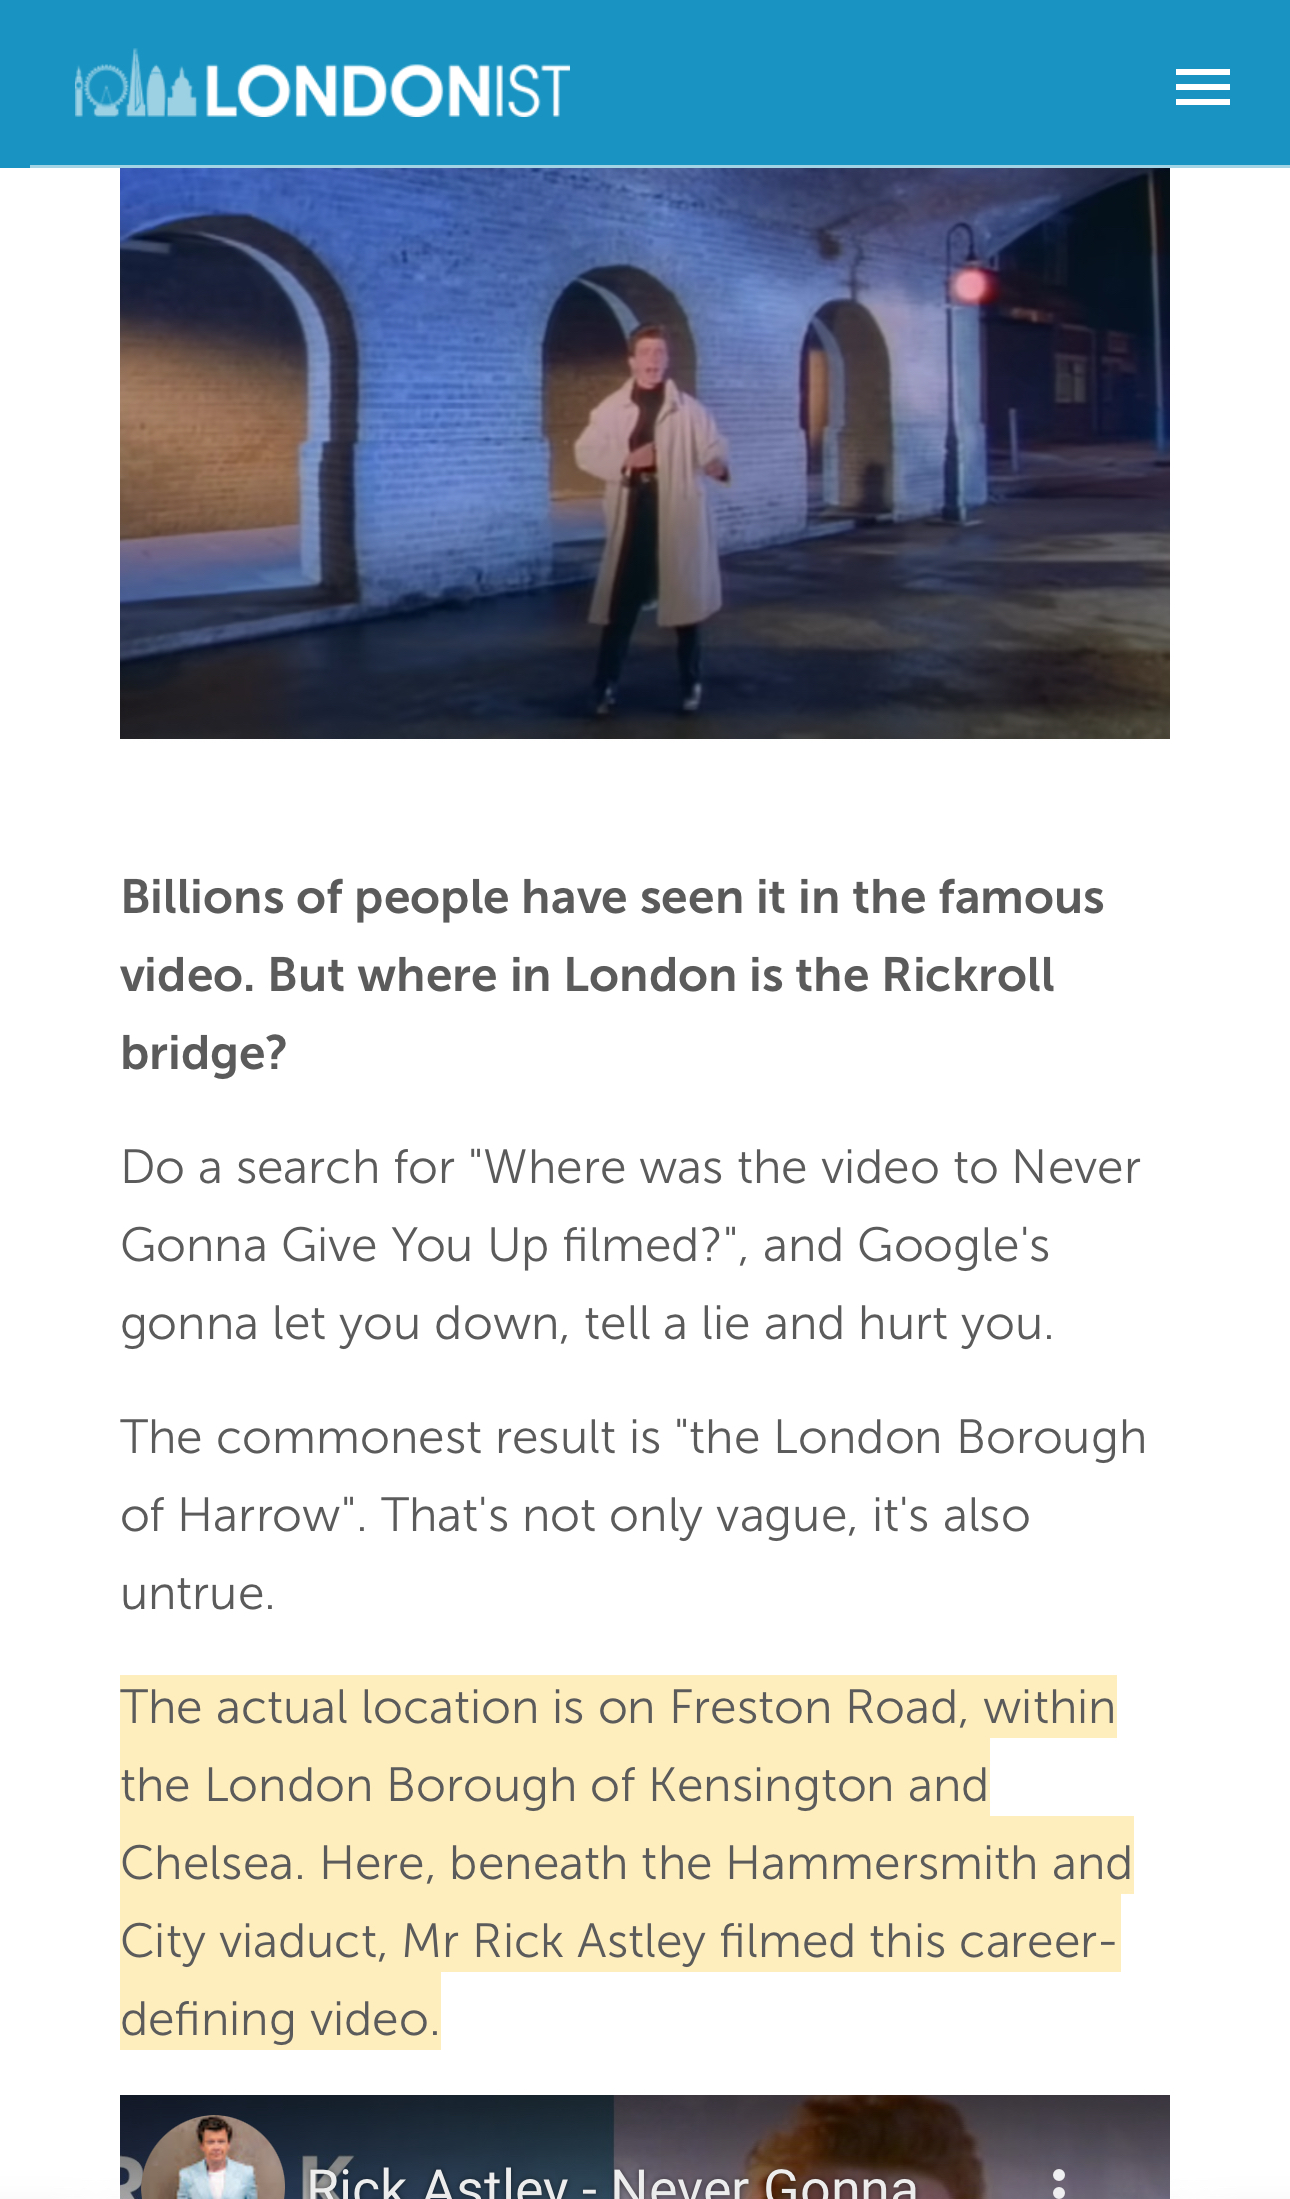 LONDONIST
Billions of people have seen it in the famous
video. But where in London is the Rickroll
bridge?
Do a search for "Where was the video to Never
Gonna Give You Up filmed?", and Google's
gonna let you down, tell a lie and hurt you.
The commonest result is "the London Borough
of Harrow". That's not only vague, it's also
untrue.
The actual location is on Freston Road, within
the London Borough of Kensington and
Chelsea. Here, beneath the Hammersmith and
City viaduct, Mr Rick Astley filmed this career-
defining video.
Rick Astley - Never Gonna